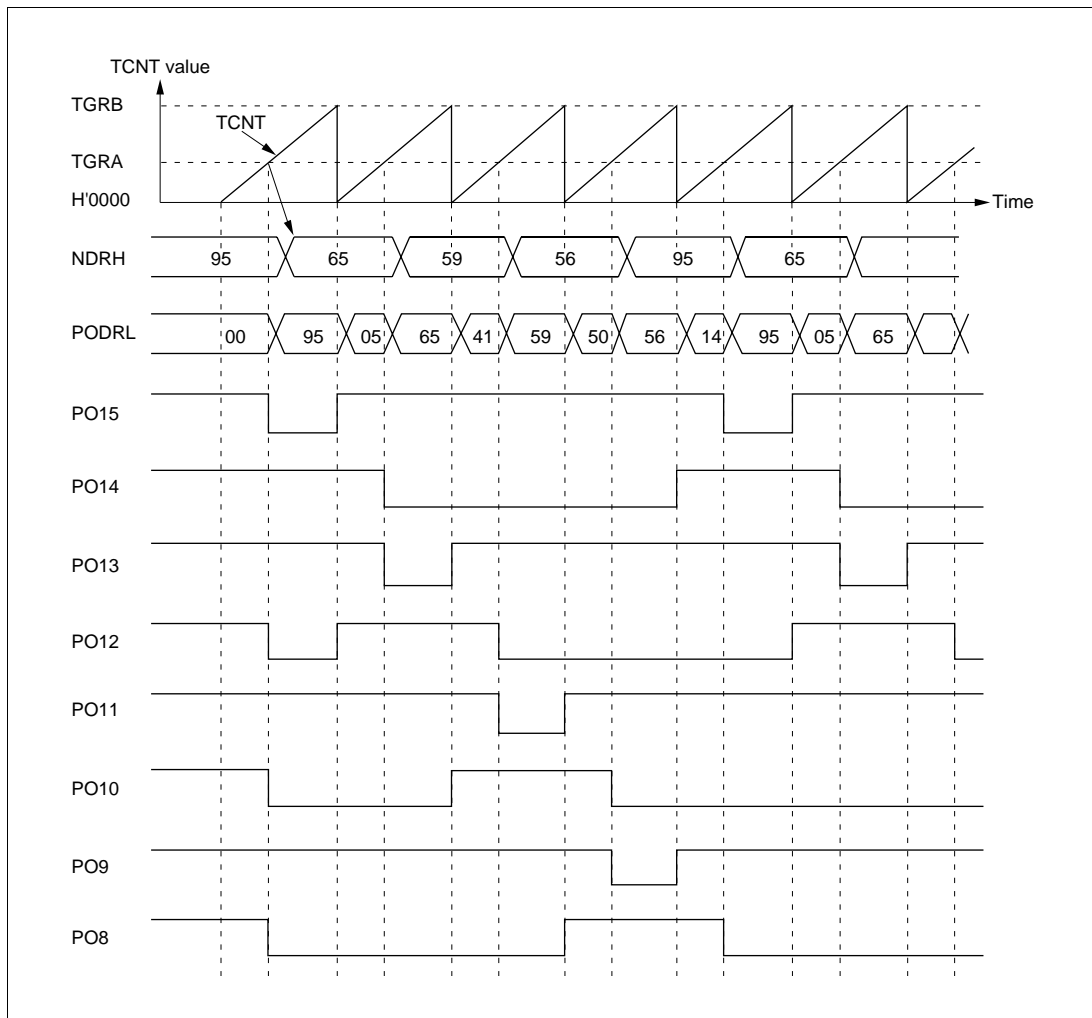 TCNT value
TGRB
TCNT
TGRA
H'0000
Time
NDRH
95 65 59 56 95 65
PODRL
00 95 05 65 41 59 50 56 14 95 05 65
PO15
PO14
PO13
PO12
PO11
PO10
PO9
PO8